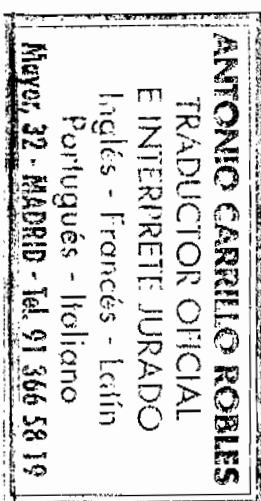 ANTONIO CARRILLO ROBLES
TRADUCTOR OFICIAL
E INTERPRETE JURADO
Inglés - Francés - Latín
Portugués - Italiano
Mayor, 32 - MADRID - Tel. 91 366 58 19